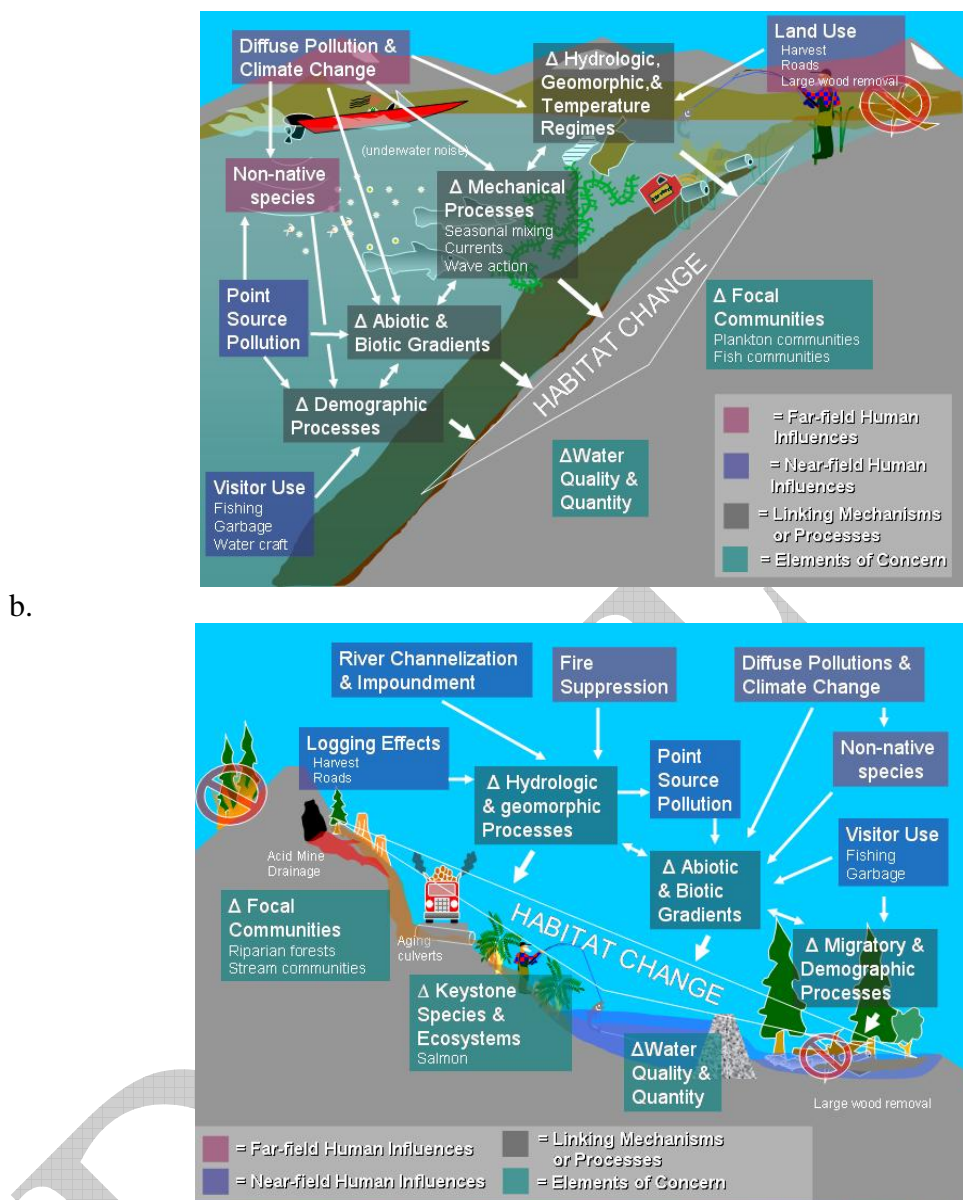 Diffuse Pollution &
Climate Change
Δ Hydrologic,
Geomorphic,&
Temperature
Regimes
Land Use
Harvest
Roads
Large wood removal
(underwater noise)
Non-native
species
Δ Mechanical
Processes
Seasonal mixing
Currents
Wave action
Point
Source
Pollution
Δ Abiotic &
Biotic Gradients
HABITAT CHANGE
Δ Focal
Communities
Plankton communities
Fish communities
Δ Demographic
Processes
ΔWater
Quality &
Quantity
Visitor Use
Fishing
Garbage
Water craft
= Far-field Human
Influences
= Near-field Human
Influences
= Linking Mechanisms
or Processes
= Elements of Concern
b.
River Channelization
& Impoundment
Fire
Suppression
Diffuse Pollutions &
Climate Change
Logging Effects
Harvest
Roads
Δ Hydrologic
& geomorphic
Processes
Point
Source
Pollution
Non-native
species
Visitor Use
Fishing
Garbage
Acid Mine
Drainage
Δ Abiotic
& Biotic
Gradients
HABITAT CHANGE
Δ Focal
Communities
Riparian forests
Stream communities
Aging
culverts
Δ Migratory &
Demographic
Processes
Δ Keystone
Species &
Ecosystems
Salmon
ΔWater
Quality &
Quantity
Large wood removal
= Far-field Human Influences
= Near-field Human Influences
= Linking Mechanisms
or Processes
= Elements of Concern